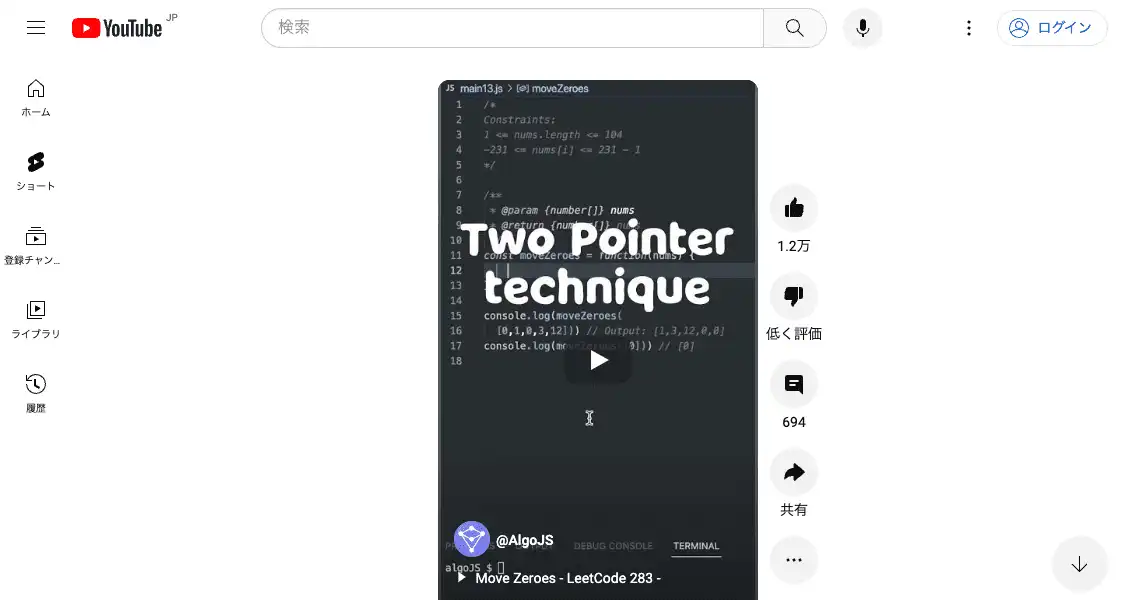 YouTube JP
検索
ログイン
ホーム
ショート
登録チャン...
ライブラリ
履歴
JS main13.js > [@] moveZeroes
1 /*
2 Constraints:
3 1 <= nums.length <= 104
4 -231 <= nums[i] <= 231 - 1
5 */
6
7 /**
8 * @param {number[]} nums
9 * @return {number[]} nums
10
11 const moveZeroes = function(nums) {
12
13
14
15 console.log(moveZeroes(
16 [0,1,0,3,12])) // Output: [1,3,12,0,0]
17 console.log(moveZeroes([0])) // [0]
18
Two Pointer
technique
@AlgoJS
OUTPUT DEBUG CONSOLE TERMINAL
algoJS $
Move Zeroes - LeetCode 283 -
1.2万
低く評価
694
共有